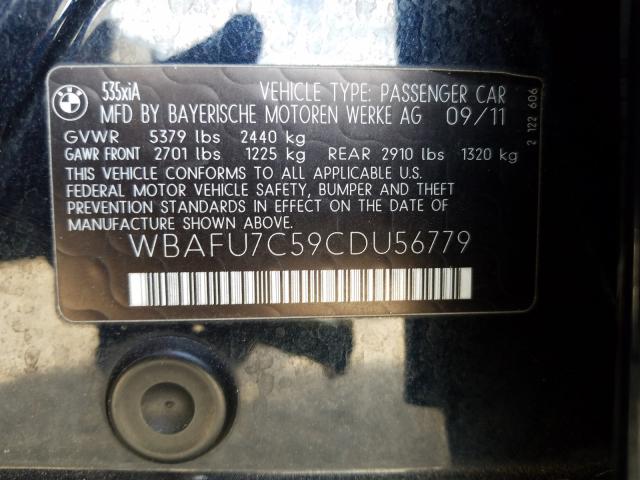 535xiA VEHICLE TYPE: PASSENGER CAR
MFD BY BAYERISCHE MOTOREN WERKE AG 09/11
GVWR 5379 lbs 2440 kg
GAWR FRONT 2701 lbs 1225 kg REAR 2910 lbs 1320 kg
THIS VEHICLE CONFORMS TO ALL APPLICABLE U.S.
FEDERAL MOTOR VEHICLE SAFETY, BUMPER AND THEFT
PREVENTION STANDARDS IN EFFECT ON THE DATE OF
MANUFACTURE SHOWN ABOVE.
WBAFU7C59CDU56779
2 122 606